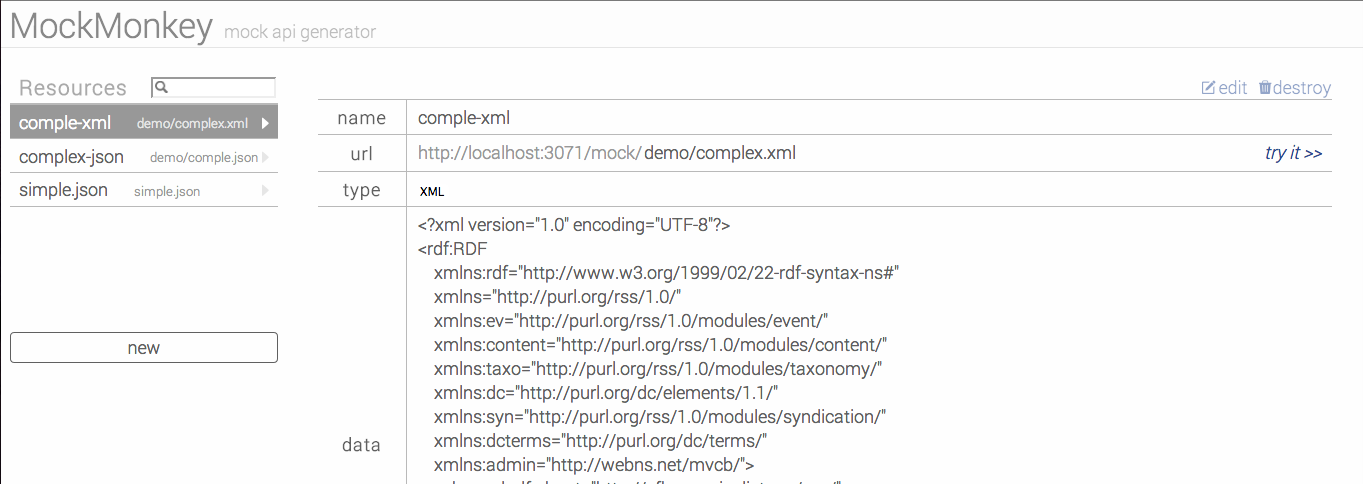 MockMonkey mock api generator
Resources
edit destroy
comple-xml demo/complex.xml
complex-json demo/comple.json
simple.json simple.json
new
name comple-xml
url http://localhost:3071/mock/ demo/complex.xml try it >>
type XML
data
<?xml version="1.0" encoding="UTF-8"?>
<rdf:RDF
xmlns:rdf="http://www.w3.org/1999/02/22-rdf-syntax-ns#"
xmlns="http://purl.org/rss/1.0/"
xmlns:ev="http://purl.org/rss/1.0/modules/event/"
xmlns:content="http://purl.org/rss/1.0/modules/content/"
xmlns:taxo="http://purl.org/rss/1.0/modules/taxonomy/"
xmlns:dc="http://purl.org/dc/elements/1.1/"
xmlns:syn="http://purl.org/rss/1.0/modules/syndication/"
xmlns:dcterms="http://purl.org/dc/terms/"
xmlns:admin="http://webns.net/mvcb/">